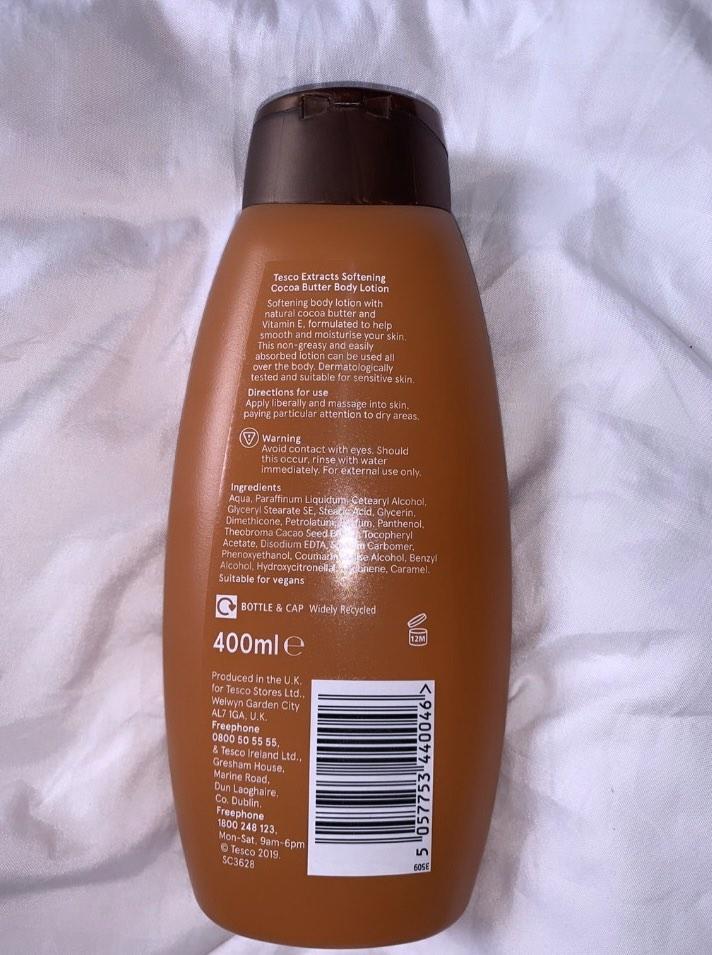 Tesco Extracts Softening
Cocoa Butter Body Lotion
Softening body lotion with
natural cocoa butter and
Vitamin E, formulated to help
smooth and moisturise your skin.
This non-greasy and easily
absorbed lotion can be used all
over the body. Dermatologically
tested and suitable for sensitive skin.
Directions for use
Apply liberally and massage into skin,
paying particular attention to dry areas.
Warning
Avoid contact with eyes. Should
this occur, rinse with water
immediately. For external use only.
Ingredients
Aqua, Paraffinum Liquidum, Cetearyl Alcohol,
Glyceryl Stearate SE, Stearic Acid, Glycerin,
Dimethicone, Petrolatum, Panthenol,
Theobroma Cacao Seed Tocopheryl
Acetate, Disodium EDTA, Carbomer,
Phenoxyethanol, Coumarin, Alcohol, Benzyl
Alcohol, Caramel.
Suitable for vegans
BOTTLE & CAP Widely Recycled
12M
400ml e
Produced in the U.K.
for Tesco Stores Ltd.,
Welwyn Garden City
AL7 1GA, U.K.
Freephone
0800 50 55 55,
& Tesco Ireland Ltd.,
Gresham House,
Marine Road,
Dun Laoghaire,
Co. Dublin.
Freephone
1800 248 123,
Mon-Sat, 9am-6pm
© Tesco 2019.
SC3628
5 057753 440046 >
605E